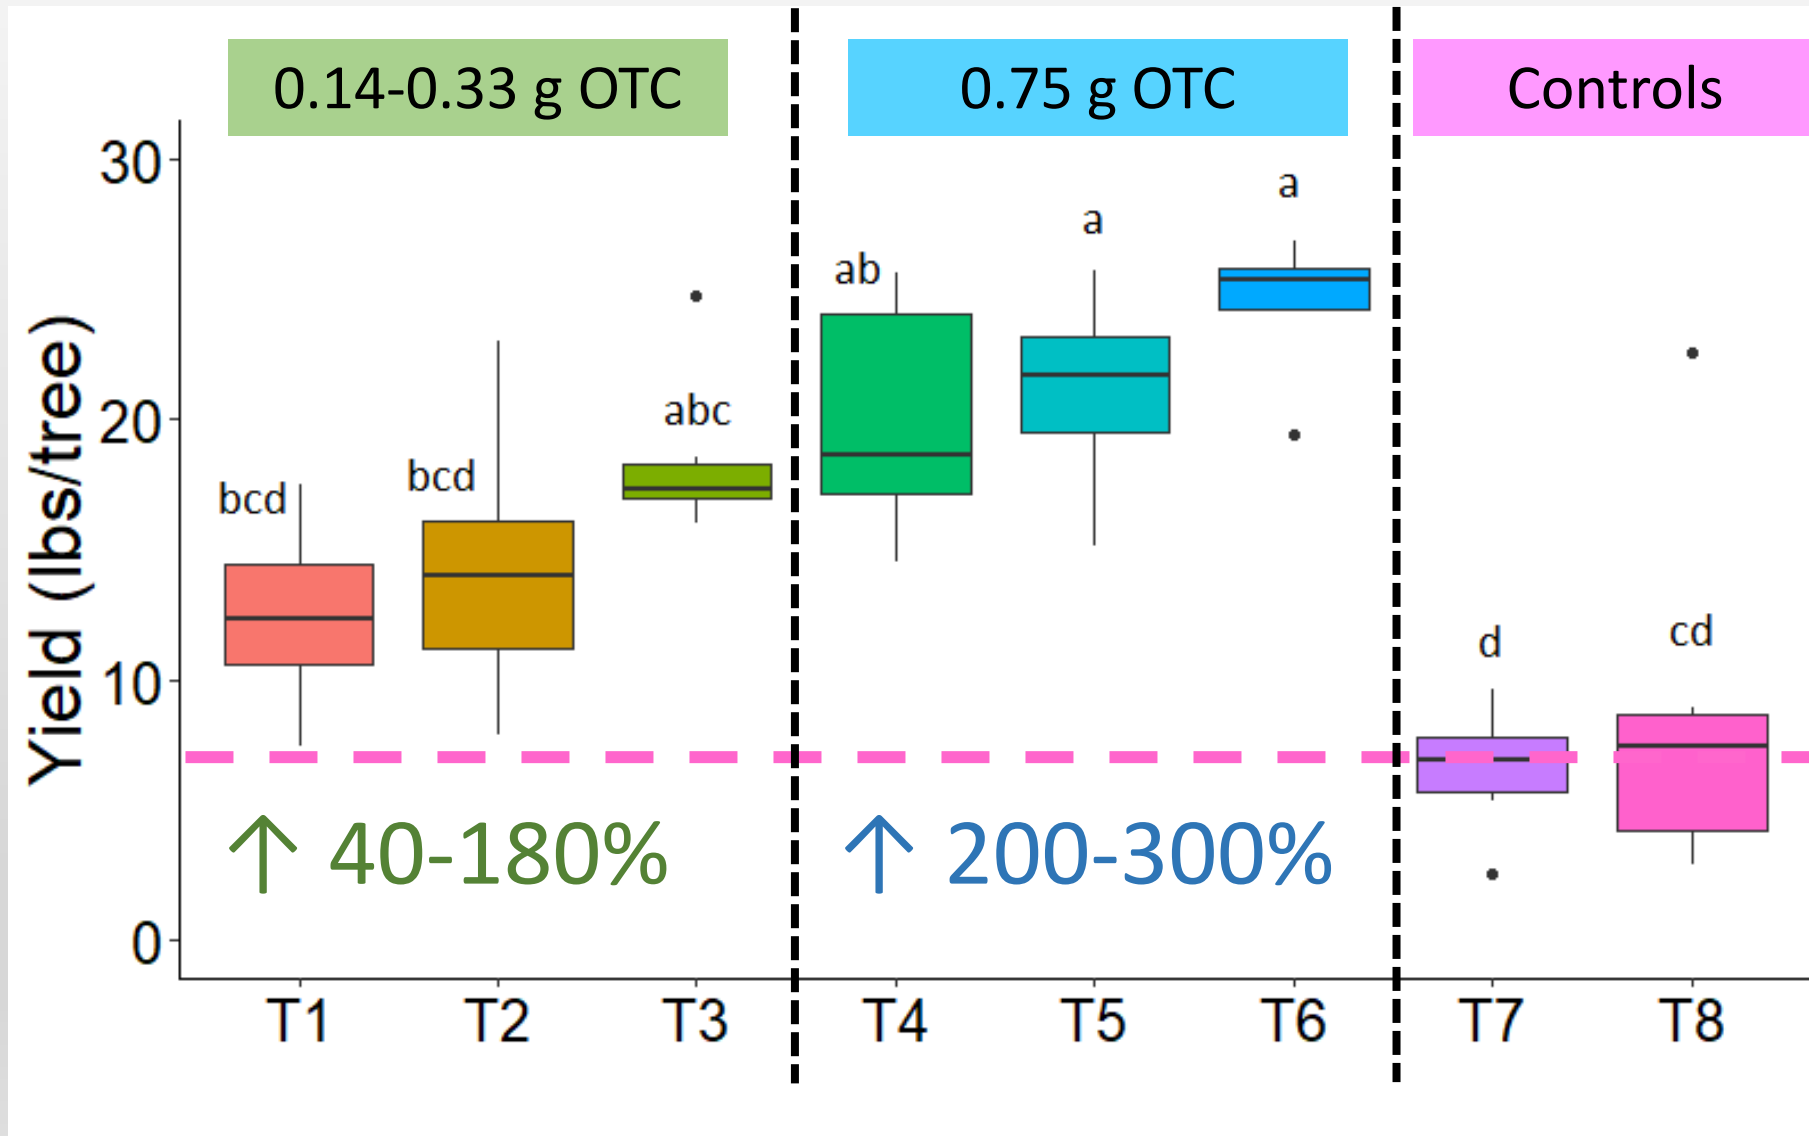 0.14-0.33 g OTC
0.75 g OTC
Controls
Yield (lbs/tree)
30
20
10
0
bcd
bcd
abc
ab
a
a
d
cd
↑ 40-180%
↑ 200-300%
T1
T2
T3
T4
T5
T6
T7
T8